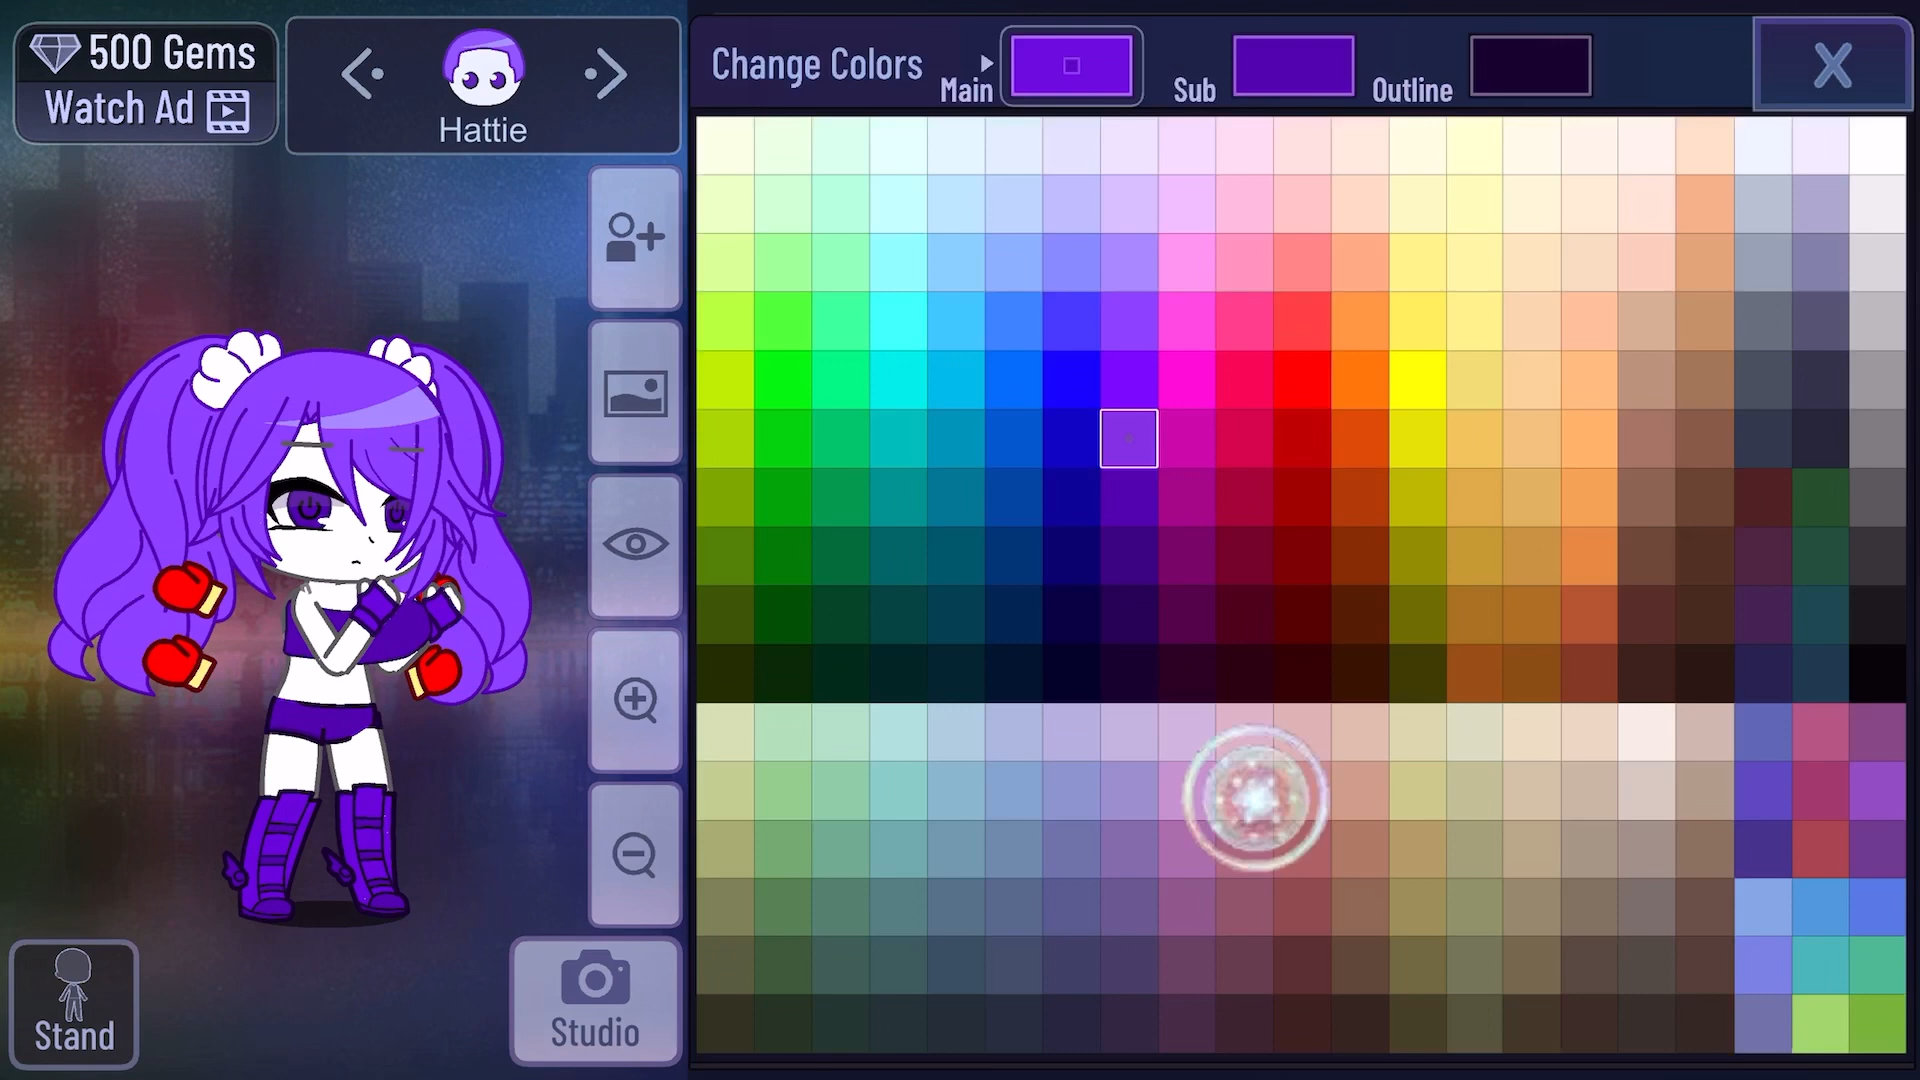 500 Gems
Watch Ad
Hattie
Change Colors
Main
Sub
Outline
X
Stand
Studio